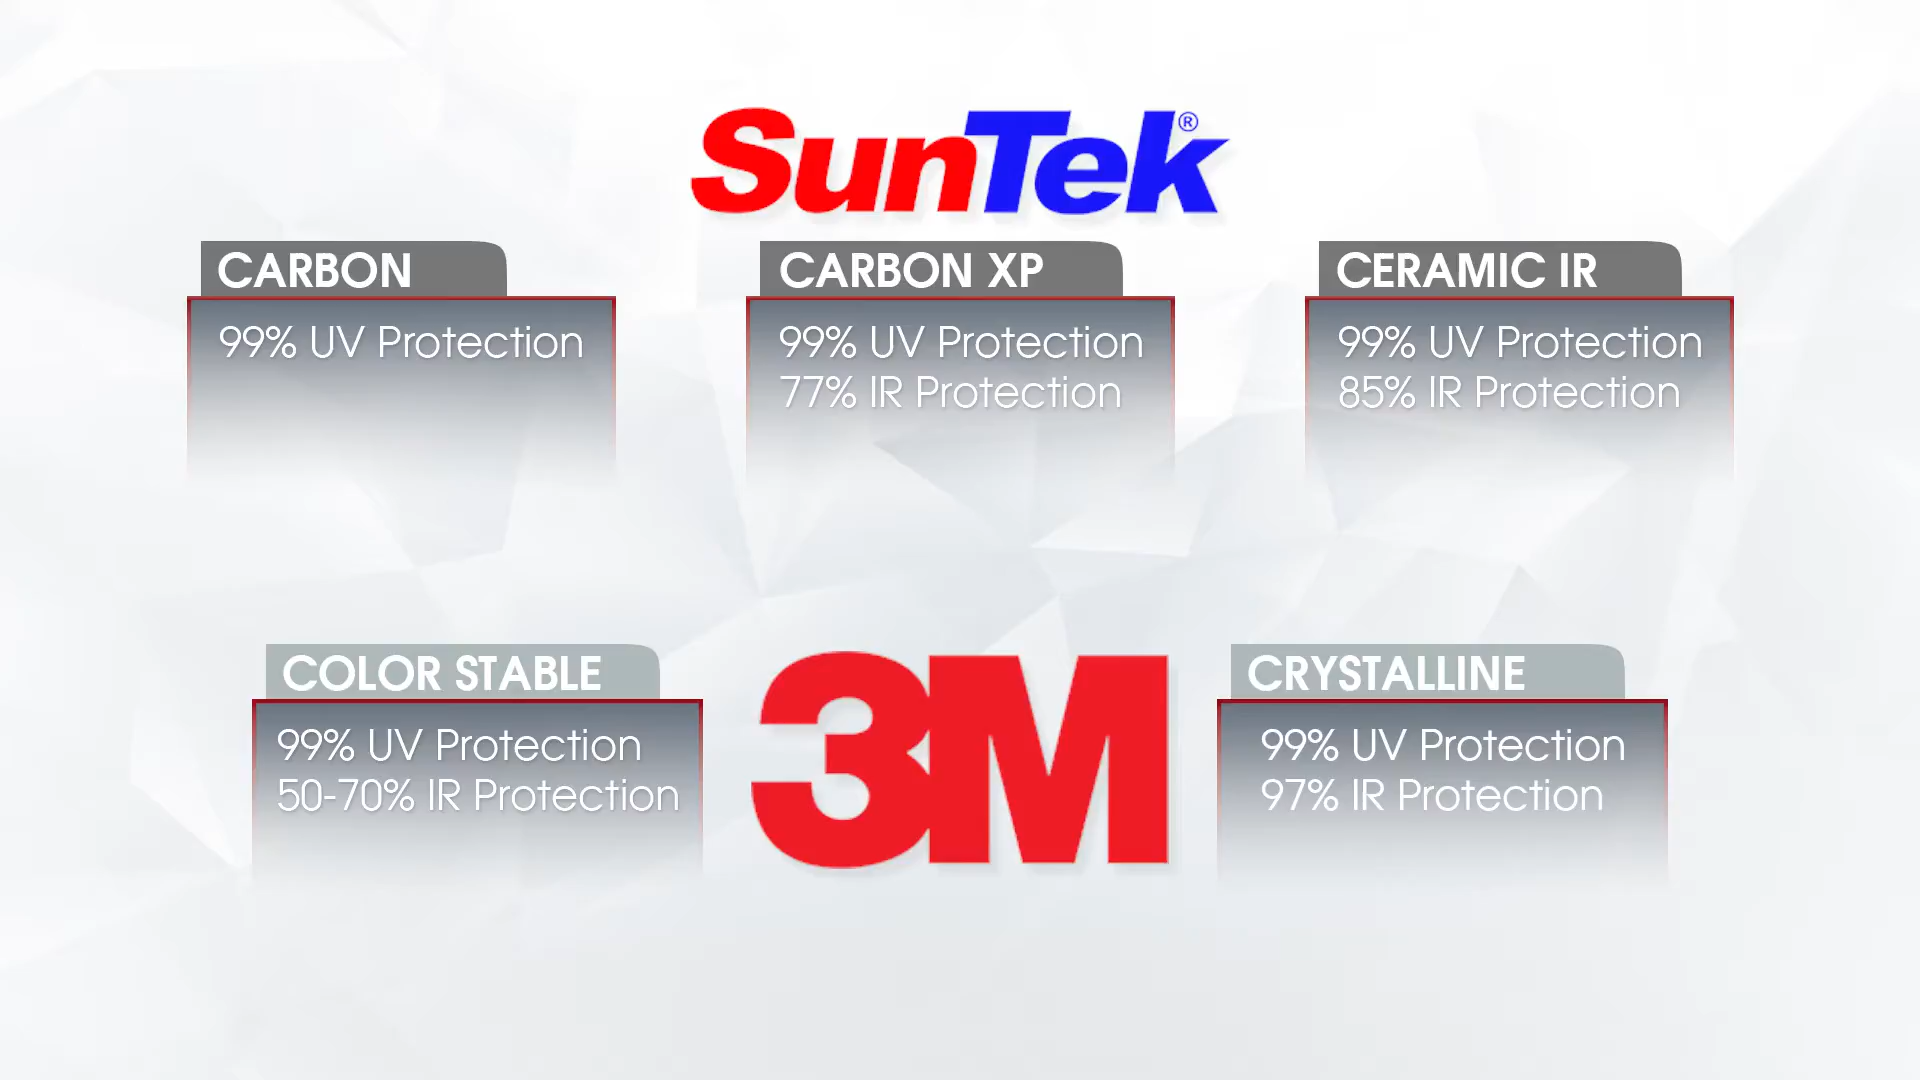 SunTek®
CARBON
99% UV Protection
CARBON XP
99% UV Protection
77% IR Protection
CERAMIC IR
99% UV Protection
85% IR Protection
COLOR STABLE
99% UV Protection
50-70% IR Protection
3M
CRYSTALLINE
99% UV Protection
97% IR Protection